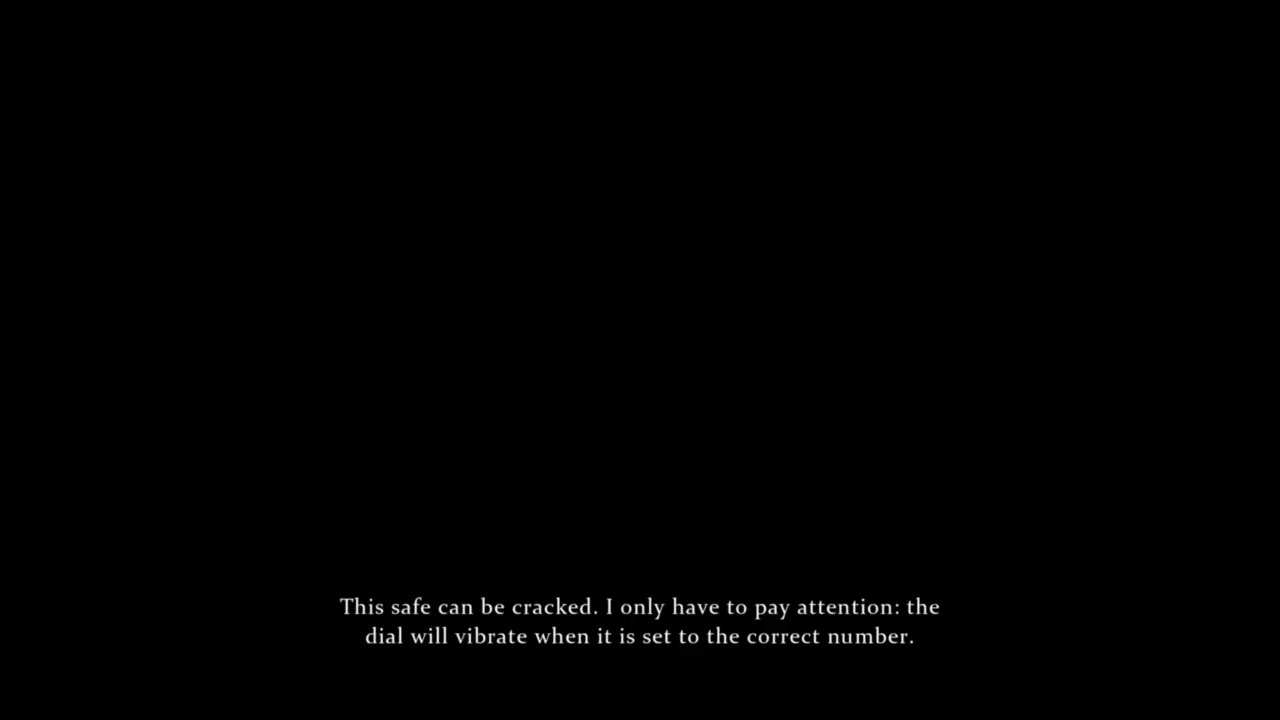 This safe can be cracked. I only have to pay attention: the
dial will vibrate when it is set to the correct number.